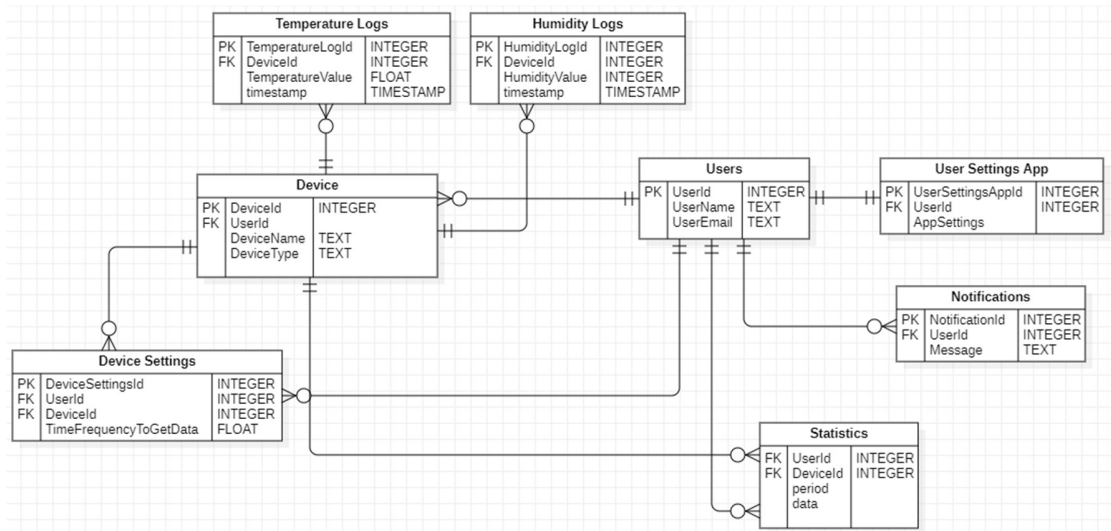 Temperature Logs
PK TemperatureLogId INTEGER
FK DeviceId INTEGER
TemperatureValue FLOAT
timestamp TIMESTAMP
Humidity Logs
PK HumidityLogId INTEGER
FK DeviceId INTEGER
HumidityValue INTEGER
timestamp TIMESTAMP
Device
PK DeviceId INTEGER
FK UserId
DeviceName TEXT
DeviceType TEXT
Users
PK UserId INTEGER
UserName TEXT
UserEmail TEXT
User Settings App
PK UserSettingsAppId INTEGER
FK UserId INTEGER
AppSettings
Notifications
PK NotificationId INTEGER
FK UserId INTEGER
Message TEXT
Device Settings
PK DeviceSettingsId INTEGER
FK UserId INTEGER
FK DeviceId INTEGER
TimeFrequencyToGetData FLOAT
Statistics
FK UserId INTEGER
FK DeviceId INTEGER
period
data